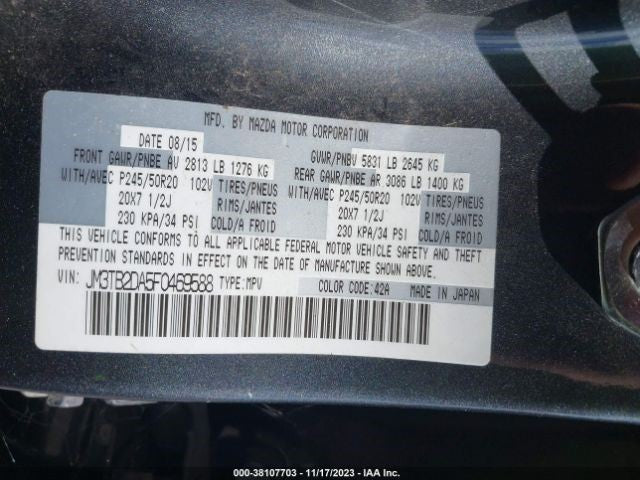 MFD. BY MAZDA MOTOR CORPORATION
DATE 08/15 GVWR/PNBV 5831 LB 2645 KG
FRONT GAWR/PNBE AV 2813 LB 1276 KG REAR GAWR/PNBE AR 3086 LB 1400 KG
WITH/AVEC P245/50R20 102V TIRES/PNEUS WITH/AVEC P245/50R20 102V TIRES/PNEUS
20X7 1/2J RIMS/JANTES 20X7 1/2J RIMS/JANTES
230 KPA/34 PSI COLD/A FROID 230 KPA/34 PSI COLD/A FROID
THIS VEHICLE CONFORMS TO ALL APPLICABLE FEDERAL MOTOR VEHICLE SAFETY AND THEFT
PREVENTION STANDARDS IN EFFECT ON THE DATE OF MANUFACTURE SHOWN ABOVE.
VIN: JM3TB2DA5F0469588 TYPE: MPV COLOR CODE:42A MADE IN JAPAN
000-38107703 - 11/17/2023 - IAA Inc.